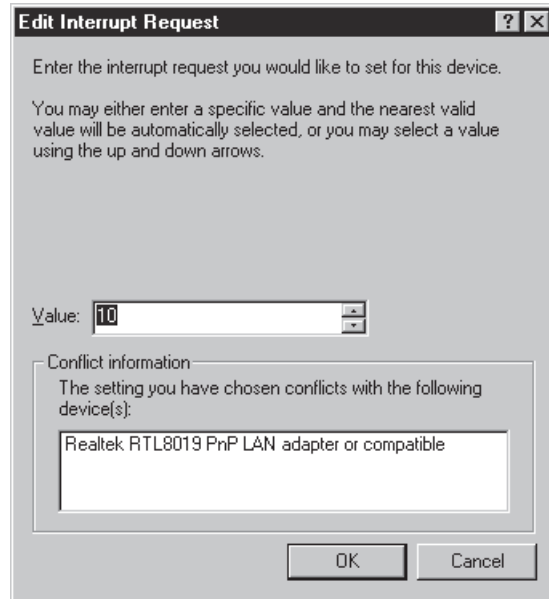 Edit Interrupt Request
Enter the interrupt request you would like to set for this device.
You may either enter a specific value and the nearest valid
value will be automatically selected, or you may select a value
using the up and down arrows.
Value: 10
Conflict information
The setting you have chosen conflicts with the following
device(s):
Realtek RTL8019 PnP LAN adapter or compatible
OK Cancel